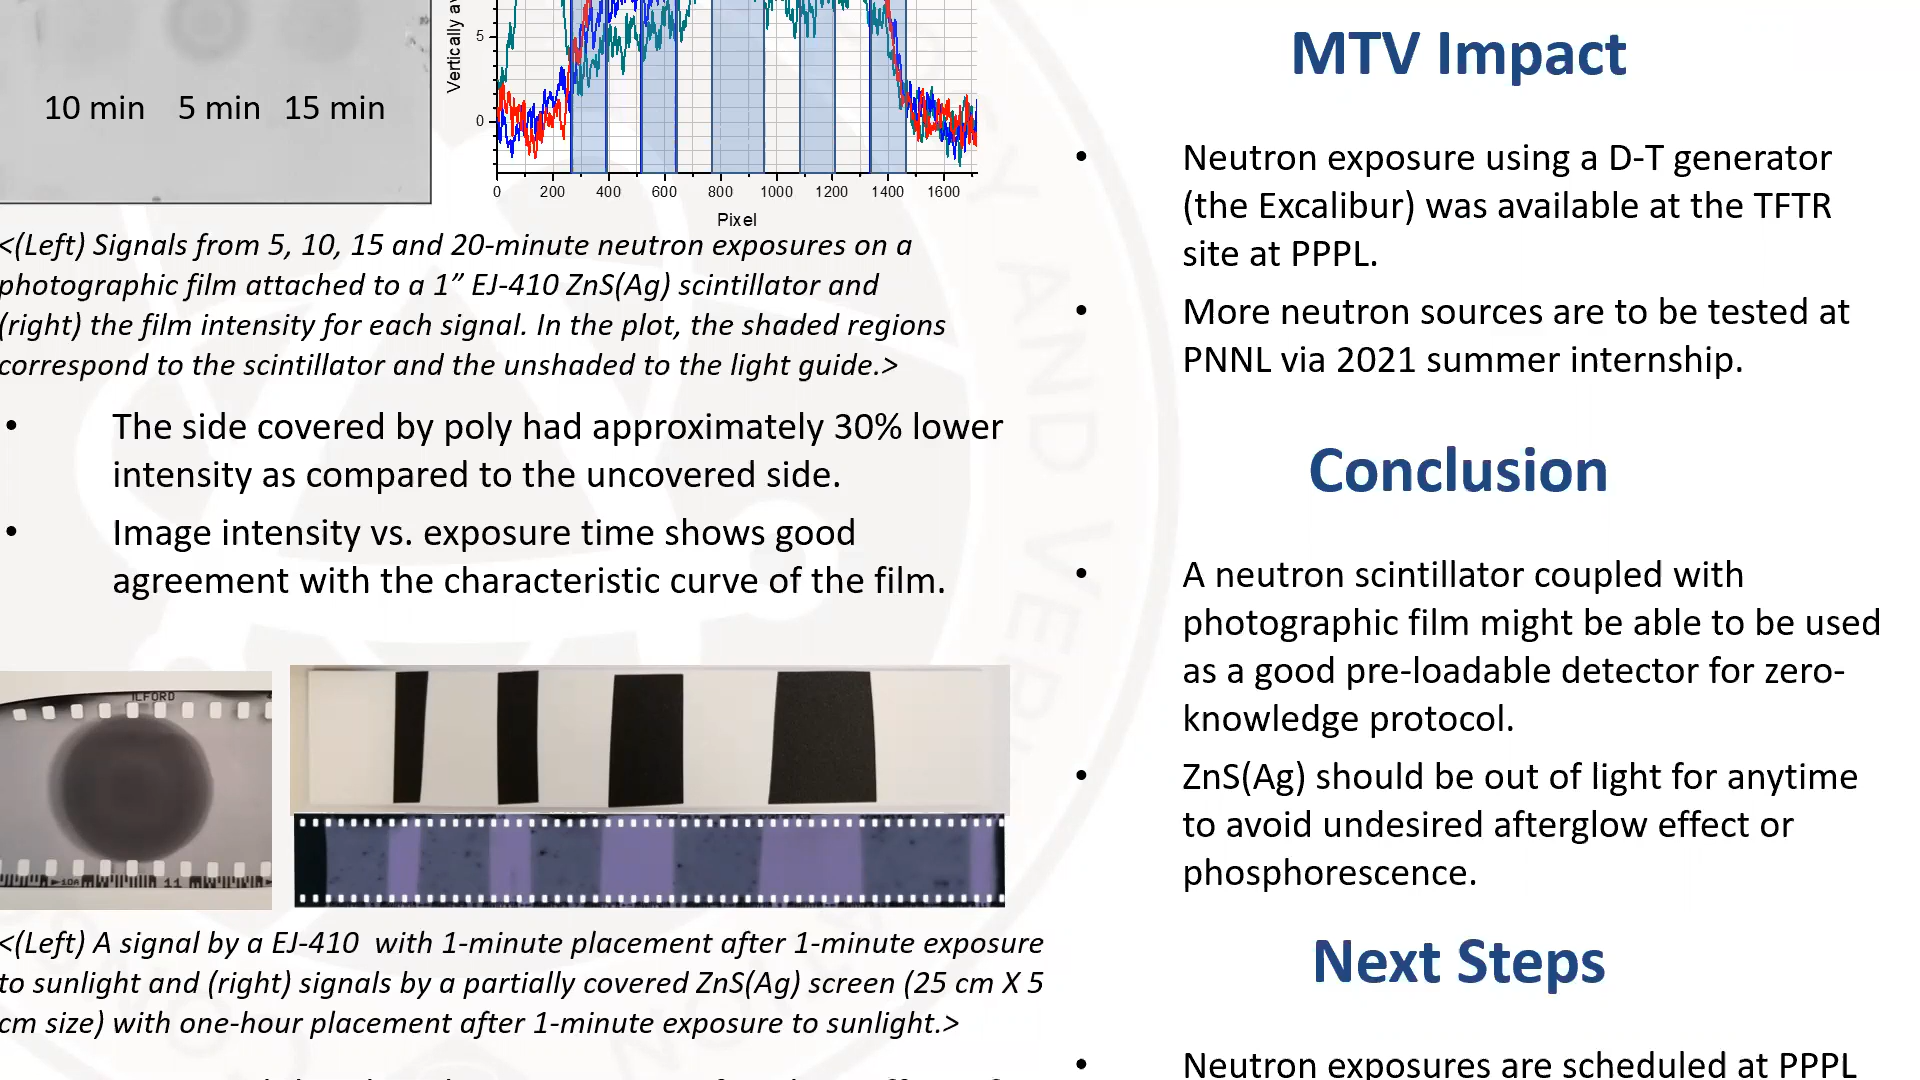 10 min 5 min 15 min
Vertically av
5
0
0 200 400 600 800 1000 1200 1400 1600
Pixel
<(Left) Signals from 5, 10, 15 and 20-minute neutron exposures on a
photographic film attached to a 1” EJ-410 ZnS(Ag) scintillator and
(right) the film intensity for each signal. In the plot, the shaded regions
correspond to the scintillator and the unshaded to the light guide.>
• The side covered by poly had approximately 30% lower
intensity as compared to the uncovered side.
• Image intensity vs. exposure time shows good
agreement with the characteristic curve of the film.
ILFORD
10A 11
<(Left) A signal by a EJ-410 with 1-minute placement after 1-minute exposure
to sunlight and (right) signals by a partially covered ZnS(Ag) screen (25 cm X 5
cm size) with one-hour placement after 1-minute exposure to sunlight.>
MTV Impact
• Neutron exposure using a D-T generator
(the Excalibur) was available at the TFTR
site at PPPL.
• More neutron sources are to be tested at
PNNL via 2021 summer internship.
Conclusion
• A neutron scintillator coupled with
photographic film might be able to be used
as a good pre-loadable detector for zero-
knowledge protocol.
• ZnS(Ag) should be out of light for anytime
to avoid undesired afterglow effect or
phosphorescence.
Next Steps
• Neutron exposures are scheduled at PPPL